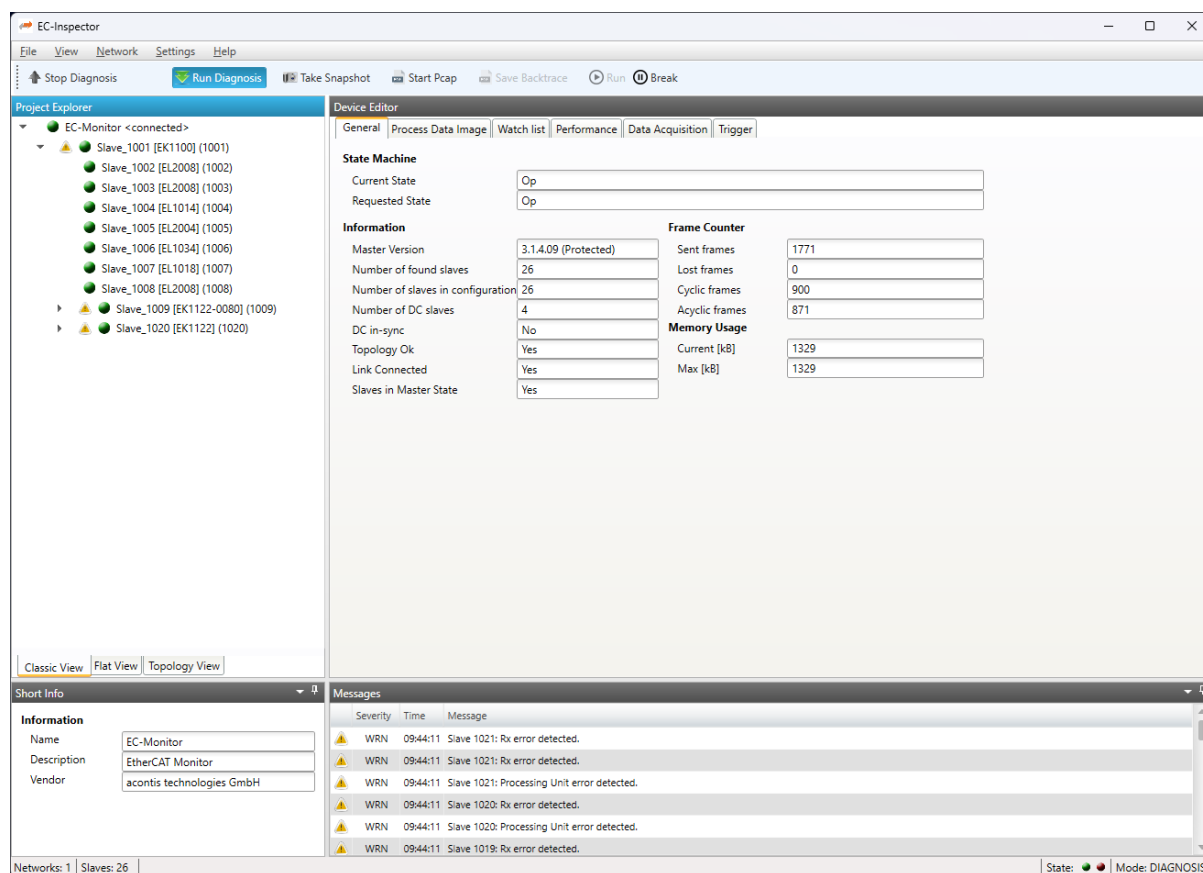 EC-Inspector
File View Network Settings Help
Stop Diagnosis Run Diagnosis Take Snapshot Start Pcap Save Backtrace Run Break
Project Explorer
EC-Monitor <connected>
Slave_1001 [EK1100] (1001)
Slave_1002 [EL2008] (1002)
Slave_1003 [EL2008] (1003)
Slave_1004 [EL1014] (1004)
Slave_1005 [EL2004] (1005)
Slave_1006 [EL1034] (1006)
Slave_1007 [EL1018] (1007)
Slave_1008 [EL2008] (1008)
Slave_1009 [EK1122-0080] (1009)
Slave_1020 [EK1122] (1020)
Classic View Flat View Topology View
Device Editor
General Process Data Image Watch list Performance Data Acquisition Trigger
State Machine
Current State Op
Requested State Op
Information
Master Version 3.1.4.09 (Protected)
Number of found slaves 26
Number of slaves in configuration 26
Number of DC slaves 4
DC in-sync No
Topology Ok Yes
Link Connected Yes
Slaves in Master State Yes
Frame Counter
Sent frames 1771
Lost frames 0
Cyclic frames 900
Acyclic frames 871
Memory Usage
Current [kB] 1329
Max [kB] 1329
Short Info
Information
Name EC-Monitor
Description EtherCAT Monitor
Vendor acontis technologies GmbH
Messages
Severity Time Message
WRN 09:44:11 Slave 1021: Rx error detected.
WRN 09:44:11 Slave 1021: Rx error detected.
WRN 09:44:11 Slave 1021: Processing Unit error detected.
WRN 09:44:11 Slave 1020: Rx error detected.
WRN 09:44:11 Slave 1020: Processing Unit error detected.
WRN 09:44:11 Slave 1019: Rx error detected.
Networks: 1 Slaves: 26 State: Mode: DIAGNOSIS